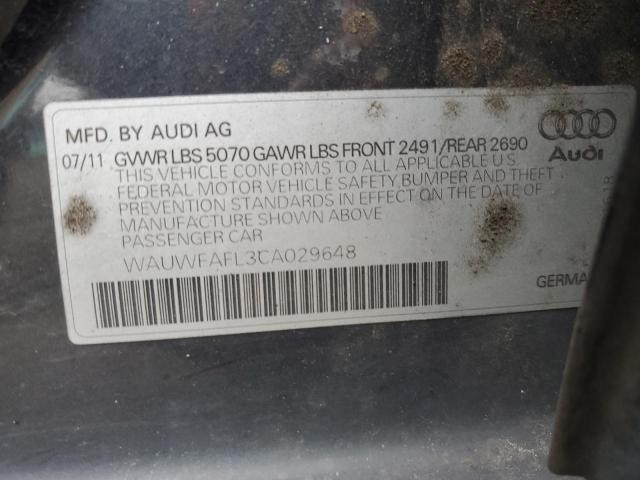 MFD. BY AUDI AG
07/11 GVWR LBS 5070 GAWR LBS FRONT 2491/REAR 2690
THIS VEHICLE CONFORMS TO ALL APPLICABLE U S
FEDERAL MOTOR VEHICLE SAFETY, BUMPER AND THEFT
PREVENTION STANDARDS IN EFFECT ON THE DATE OF
MANUFACTURE SHOWN ABOVE
PASSENGER CAR
WAUWFAFL3CA029648
Audi